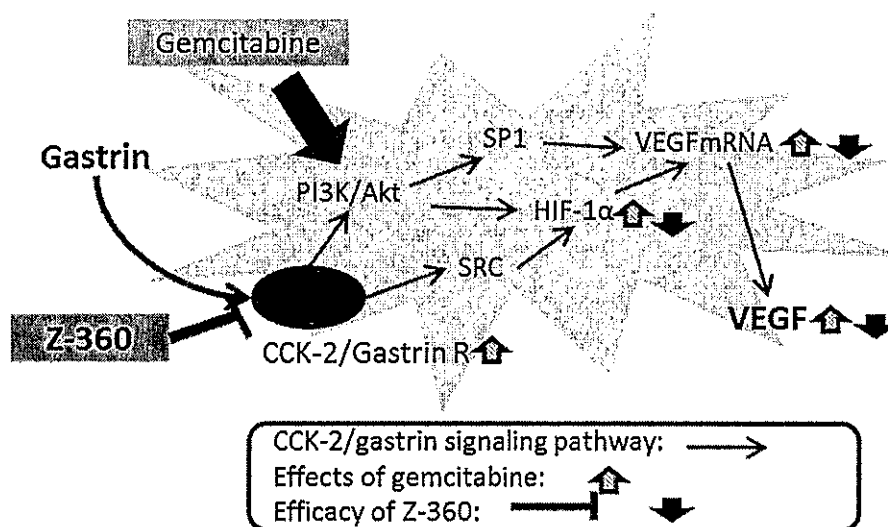 Gemcitabine
SP1
VEGFmRNA
Gastrin
PI3K/Akt
HIF-1α
SRC
Z-360
VEGF
CCK-2/Gastrin R
CCK-2/gastrin signaling pathway:
Effects of gemcitabine:
Efficacy of Z-360: